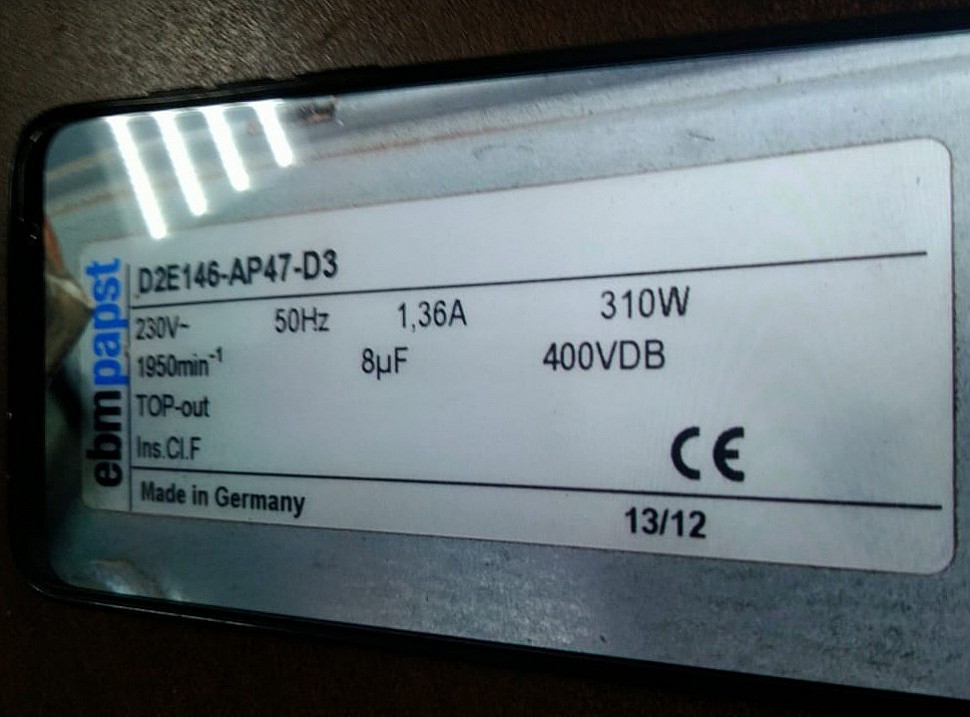 ebmpapst
D2E146-AP47-D3
230V~ 50Hz 1,36A 310W
1950min⁻¹ 8µF 400VDB
TOP-out
Ins.Cl.F
CE
Made in Germany 13/12